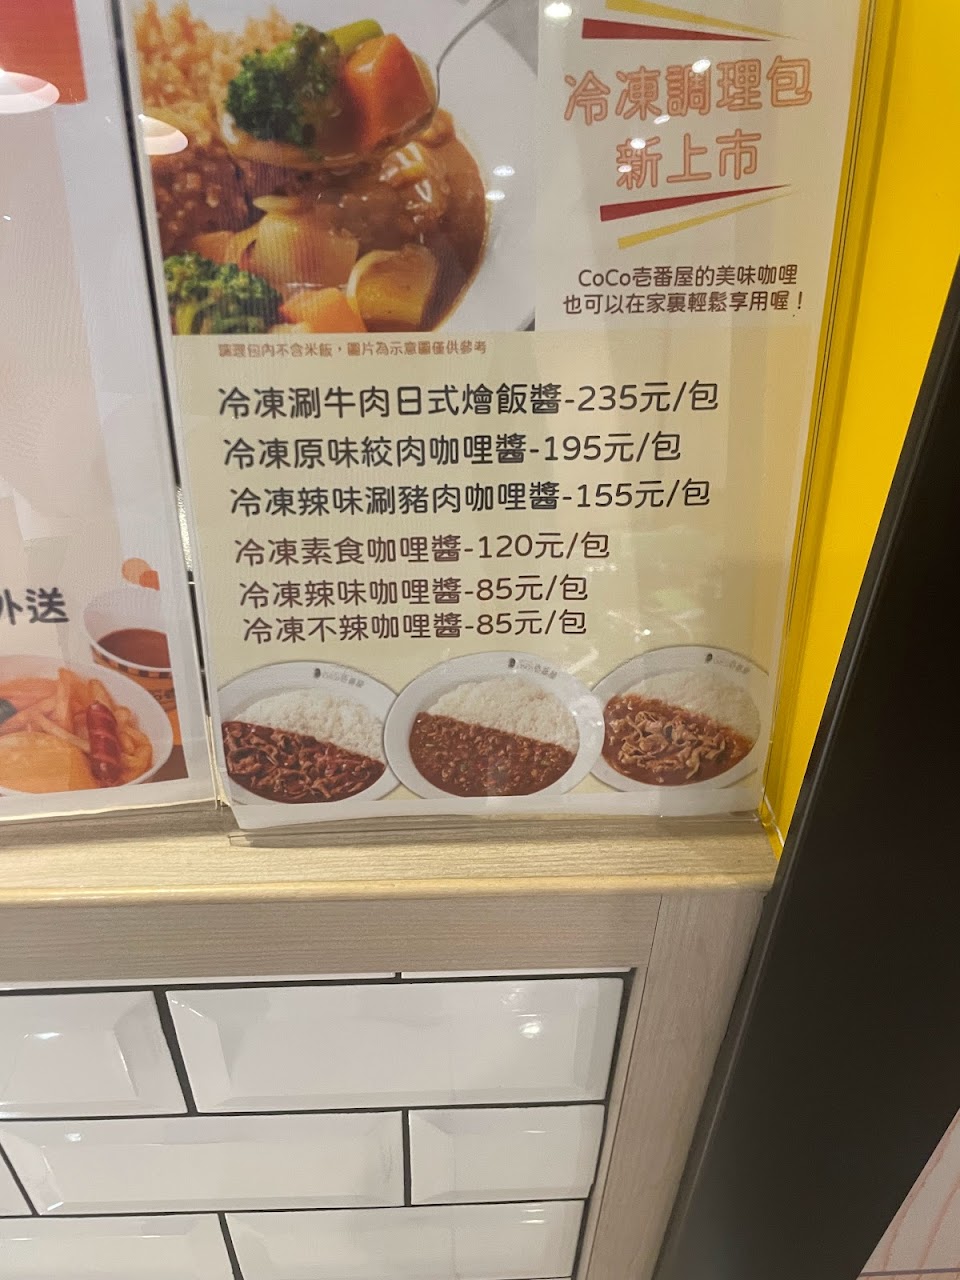 冷凍調理包
新上市
CoCo壱番屋的美味咖哩
也可以在家裏輕鬆享用喔！
調理包內不含米飯，圖片為示意圖僅供參考
冷凍涮牛肉日式燴飯醬-235元/包
冷凍原味絞肉咖哩醬-195元/包
冷凍辣味涮豬肉咖哩醬-155元/包
冷凍素食咖哩醬-120元/包
冷凍辣味咖哩醬-85元/包
冷凍不辣咖哩醬-85元/包
外送